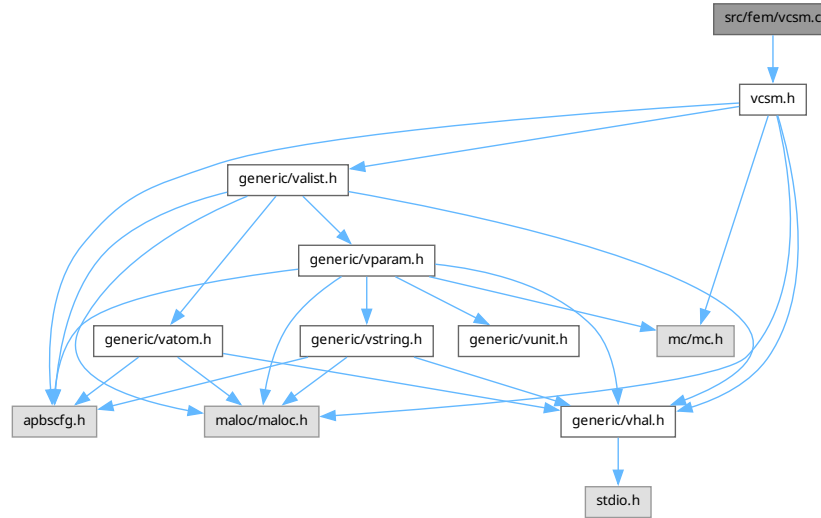 src/fem/vcsm.c
vcsm.h
generic/valist.h
generic/vparam.h
generic/vatom.h
generic/vstring.h
generic/vunit.h
mc/mc.h
apbscfg.h
maloc/maloc.h
generic/vhal.h
stdio.h